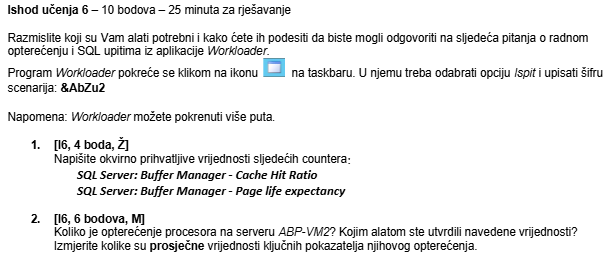 Ishod učenja 6 – 10 bodova – 25 minuta za rješavanje
Razmislite koji su Vam alati potrebni i kako ćete ih podesiti da biste mogli odgovoriti na sljedeća pitanja o radnom
opterećenju i SQL upitima iz aplikacije Workloader.
Program Workloader pokreće se klikom na ikonu na taskbaru. U njemu treba odabrati opciju Ispit i upisati šifru
scenarija: &AbZu2
Napomena: Workloader možete pokrenuti više puta.
1. [I6, 4 boda, Ž]
Napišite okvirno prihvatljive vrijednosti sljedećih countera:
SQL Server: Buffer Manager - Cache Hit Ratio
SQL Server: Buffer Manager - Page life expectancy
2. [I6, 6 bodova, M]
Koliko je opterećenje procesora na serveru ABP-VM2? Kojim alatom ste utvrdili navedene vrijednosti?
Izmjerite kolike su prosječne vrijednosti ključnih pokazatelja njihovog opterećenja.